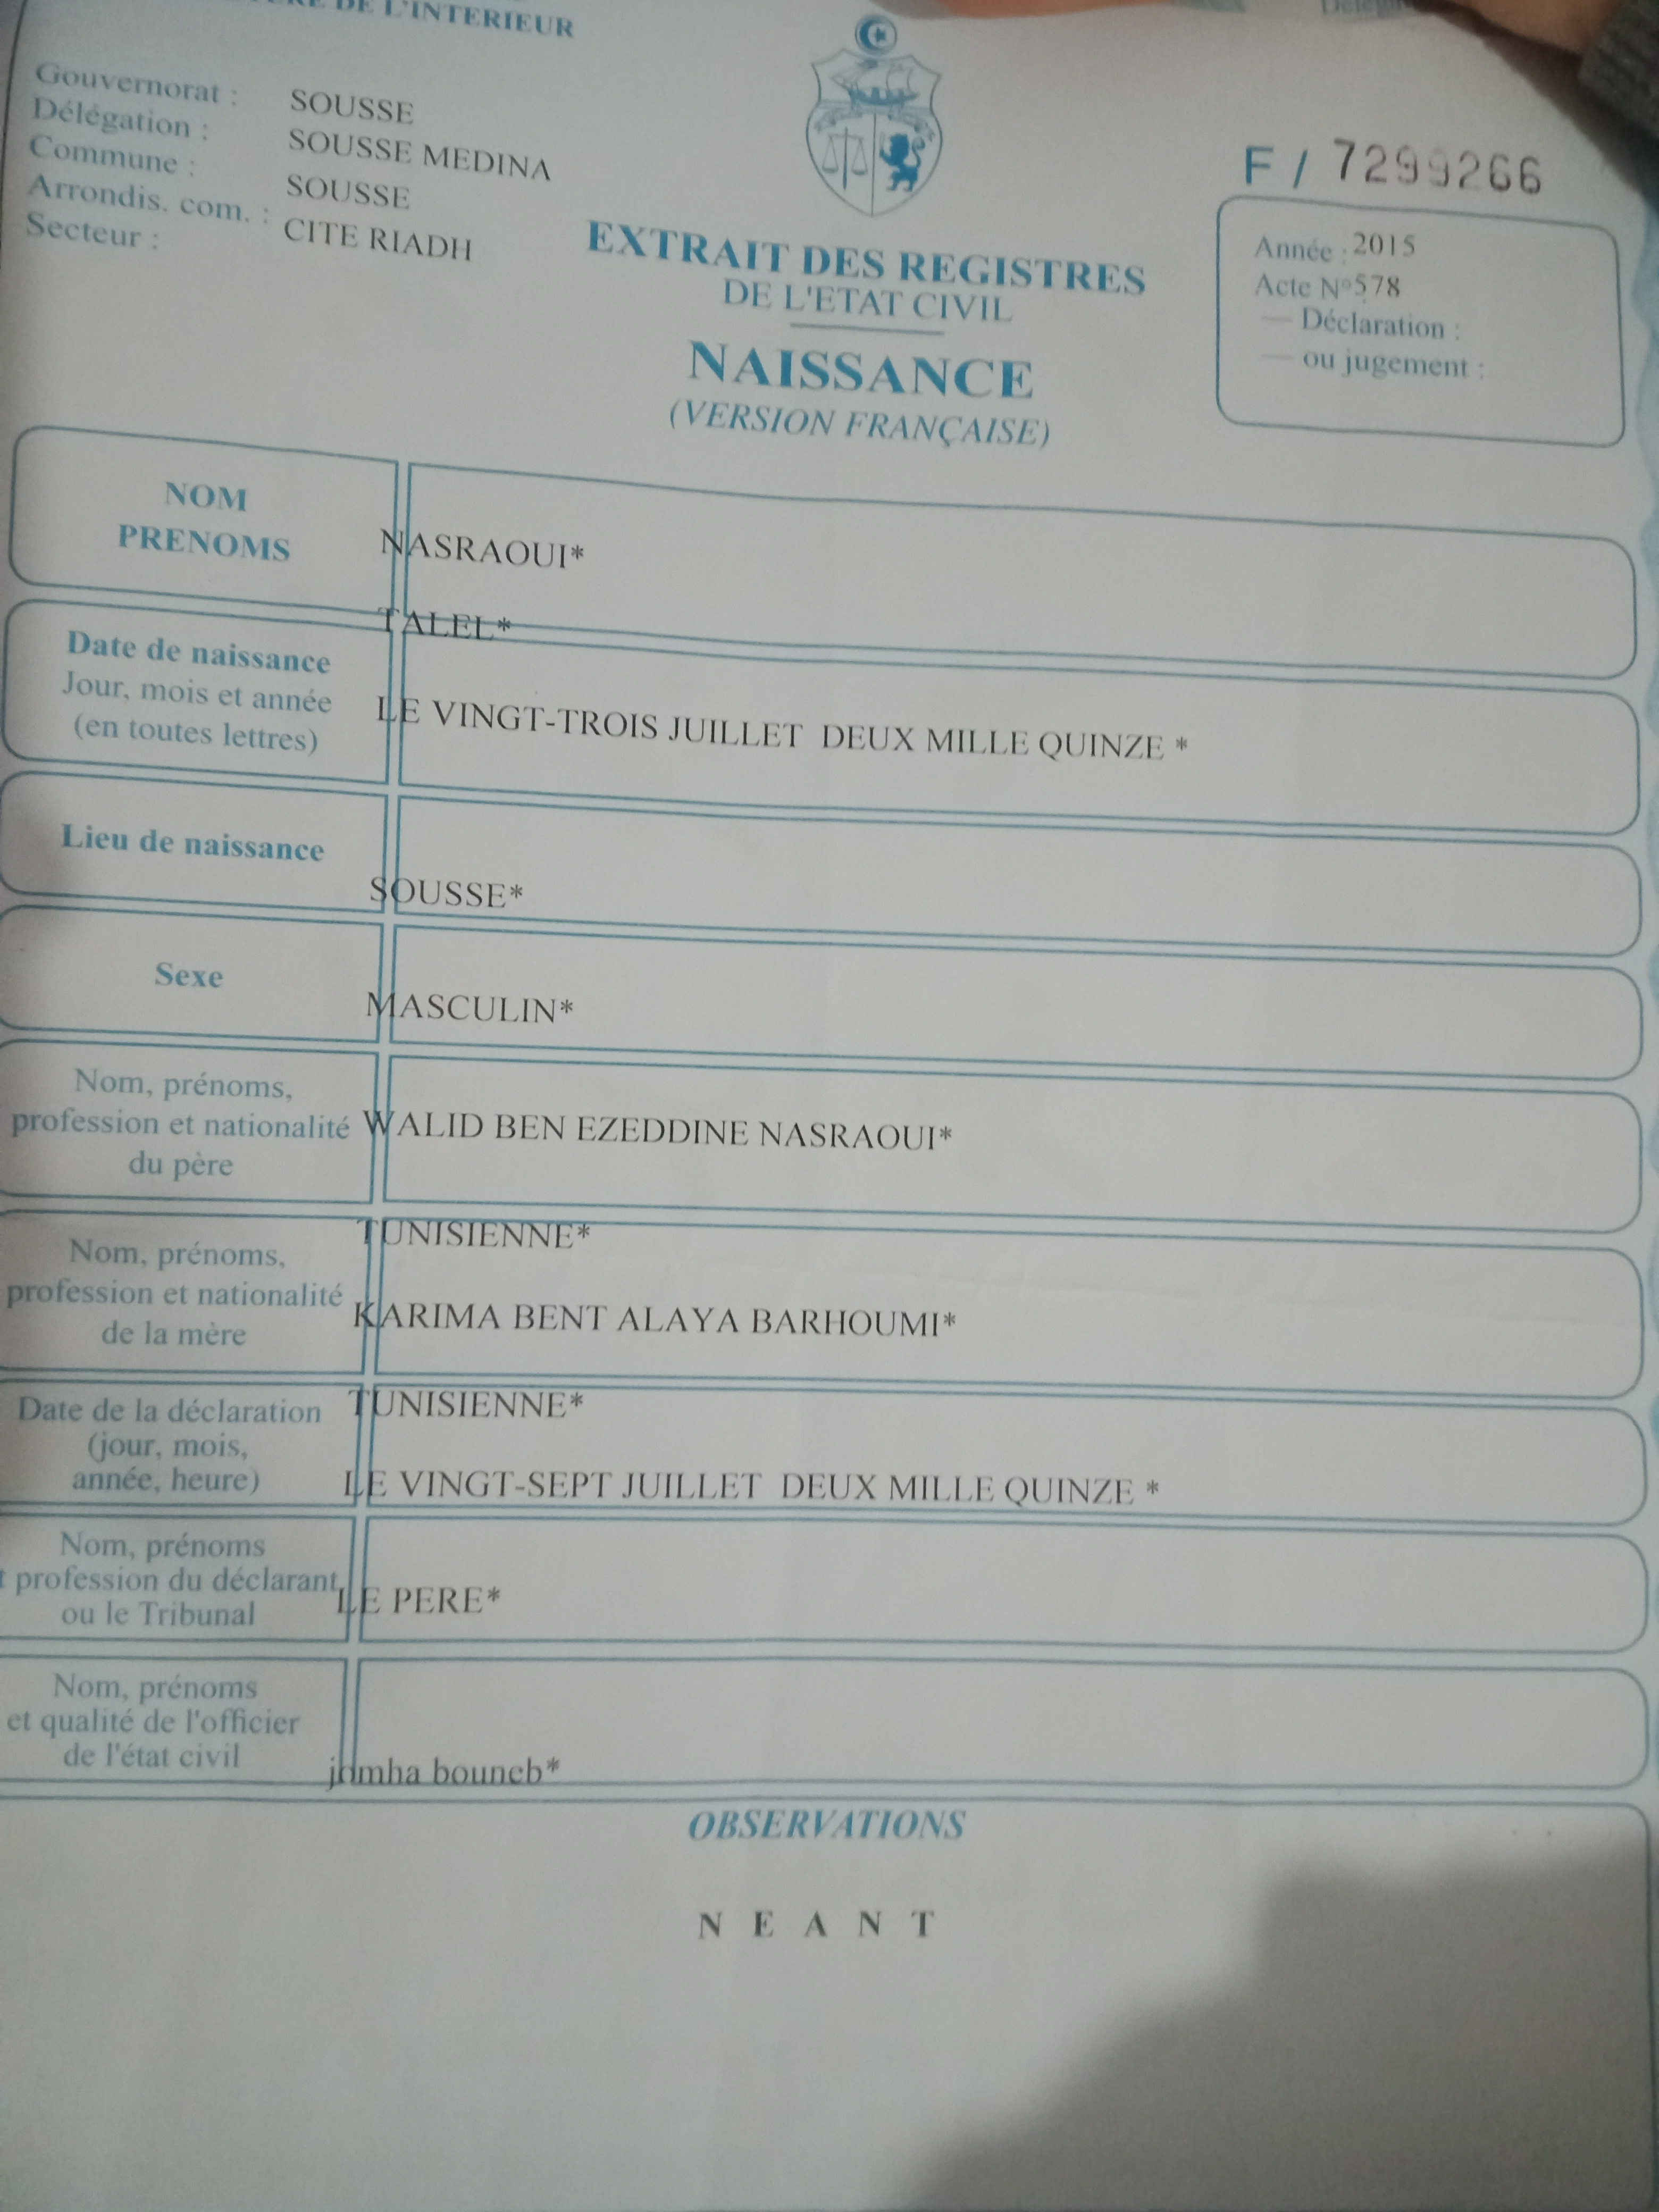 DE L'INTERIEUR
Gouvernorat : SOUSSE
Délégation : SOUSSE MEDINA
Commune : SOUSSE
Arrondis. com. : CITE RIADH
Secteur :
F / 7299266
Année : 2015
Acte N° 578
— Déclaration :
— ou jugement :
EXTRAIT DES REGISTRES
DE L'ETAT CIVIL
NAISSANCE
(VERSION FRANÇAISE)
NOM
PRENOMS
NASRAOUI*
TALEL*
Date de naissance
Jour, mois et année
(en toutes lettres)
LE VINGT-TROIS JUILLET DEUX MILLE QUINZE *
Lieu de naissance
SOUSSE*
Sexe
MASCULIN*
Nom, prénoms,
profession et nationalité
du père
WALID BEN EZEDDINE NASRAOUI*
TUNISIENNE*
Nom, prénoms,
profession et nationalité
de la mère
KARIMA BENT ALAYA BARHOUMI*
TUNISIENNE*
Date de la déclaration
(jour, mois,
année, heure)
LE VINGT-SEPT JUILLET DEUX MILLE QUINZE *
Nom, prénoms
t profession du déclarant
ou le Tribunal
LE PERE*
Nom, prénoms
et qualité de l'officier
de l'état civil
bouneb*
OBSERVATIONS
N E A N T